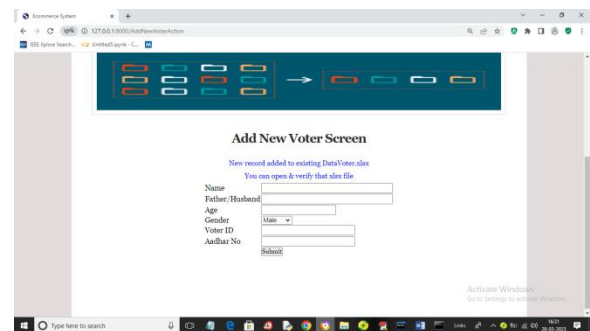 Ecommerce System
127.0.0.1:8000/AddNewVoterAction
IEEE Xplore Search...
Untitled5.ipynb - C...
Add New Voter Screen
New record added to existing DataVoter.xlsx
You can open & verify that xlsx file
Name
Father/Husband
Age
Gender Male
Voter ID
Aadhar No
Submit
Activate Windows
Go to Settings to activate Windows.
Type here to search
Links
16:31